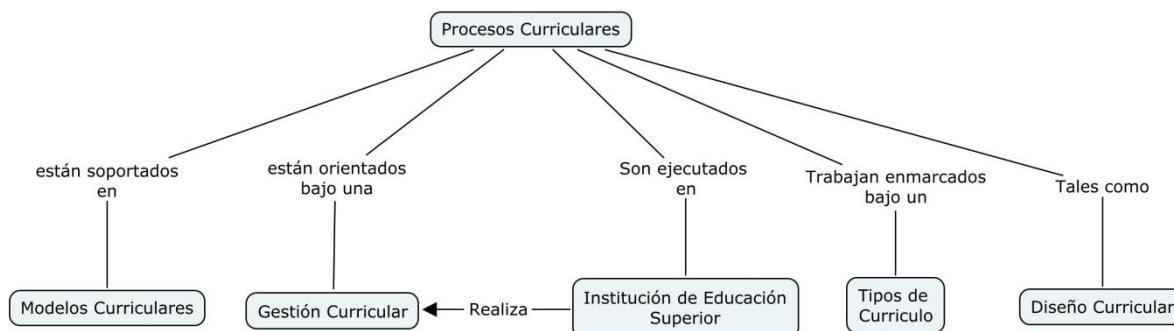 Procesos Curriculares
están soportados
en
están orientados
bajo una
Son ejecutados
en
Trabajan enmarcados
bajo un
Tales como
Modelos Curriculares
Gestión Curricular
Realiza
Institución de Educación
Superior
Tipos de
Curriculo
Diseño Curricular